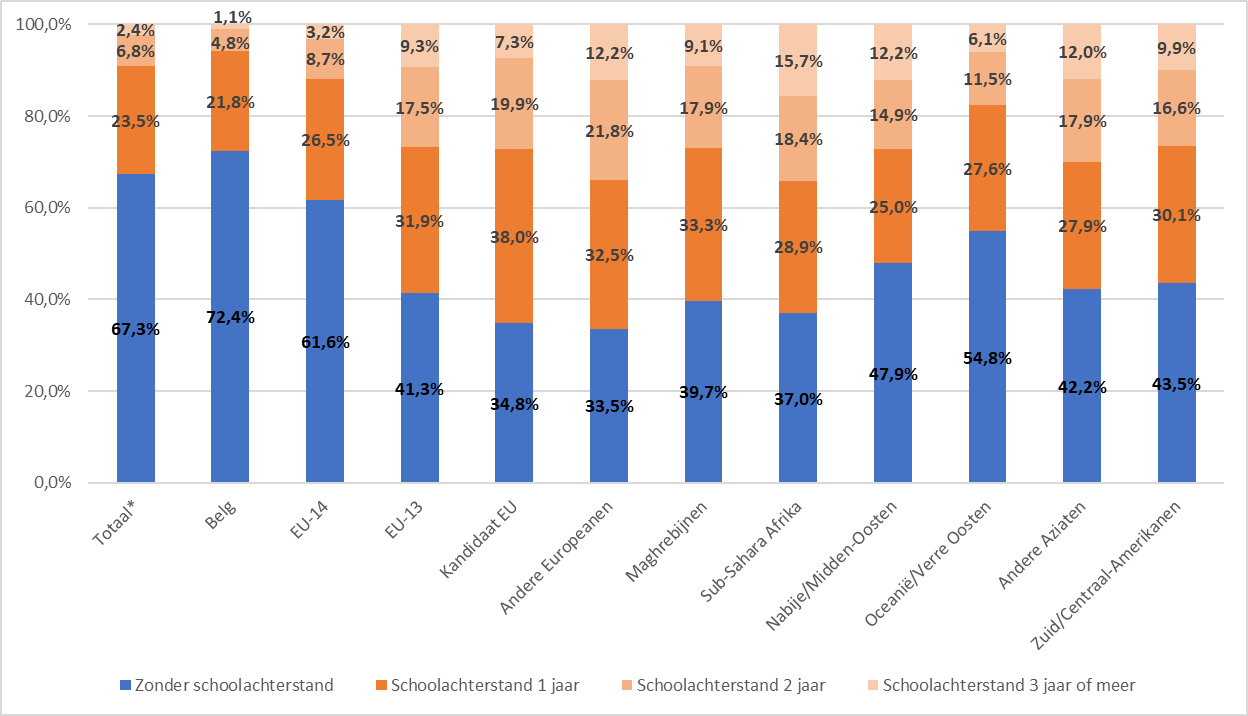 100,0%
80,0%
60,0%
40,0%
20,0%
0,0%
2,4% 1,1% 3,2% 9,3% 7,3% 12,2% 9,1% 15,7% 12,2% 6,1% 12,0% 9,9%
6,8% 4,8% 8,7% 17,5% 19,9% 21,8% 17,9% 18,4% 14,9% 11,5% 17,9% 16,6%
23,5% 21,8% 26,5% 31,9% 38,0% 32,5% 33,3% 28,9% 25,0% 27,6% 27,9% 30,1%
67,3% 72,4% 61,6% 41,3% 34,8% 33,5% 39,7% 37,0% 47,9% 54,8% 42,2% 43,5%
Totaal*
Belg
EU-14
EU-13
Kandidaat EU
Andere Europeanen
Maghrebijnen
Sub-Sahara Afrika
Nabije/Midden-Oosten
Oceanië/Verre Oosten
Andere Aziaten
Zuid/Centraal-Amerikanen
Zonder schoolachterstand Schoolachterstand 1 jaar Schoolachterstand 2 jaar Schoolachterstand 3 jaar of meer